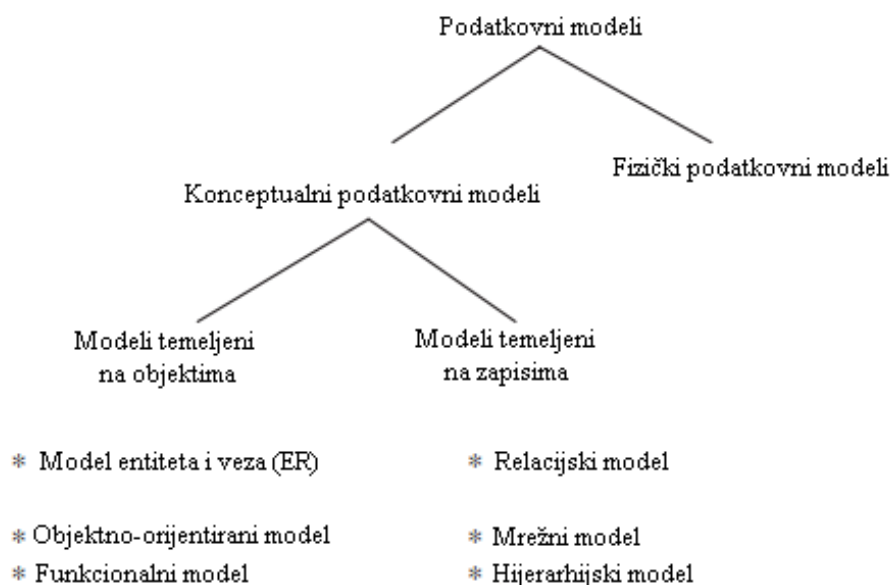 Podatkovni modeli
Fizički podatkovni modeli
Konceptualni podatkovni modeli
Modeli temeljeni
na objektima
Modeli temeljeni
na zapisima
* Model entiteta i veza (ER)
* Objektno-orijentirani model
* Funkcionalni model
* Relacijski model
* Mrežni model
* Hijerarhijski model